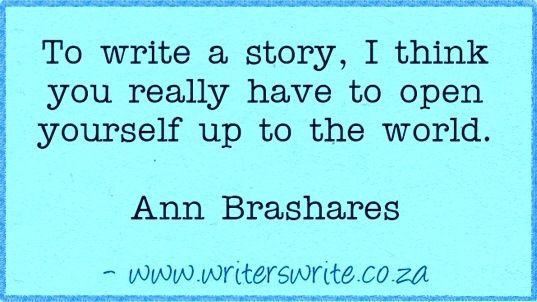 To write a story, I think
you really have to open
yourself up to the world.
Ann Brashares
- www.writerswrite.co.za